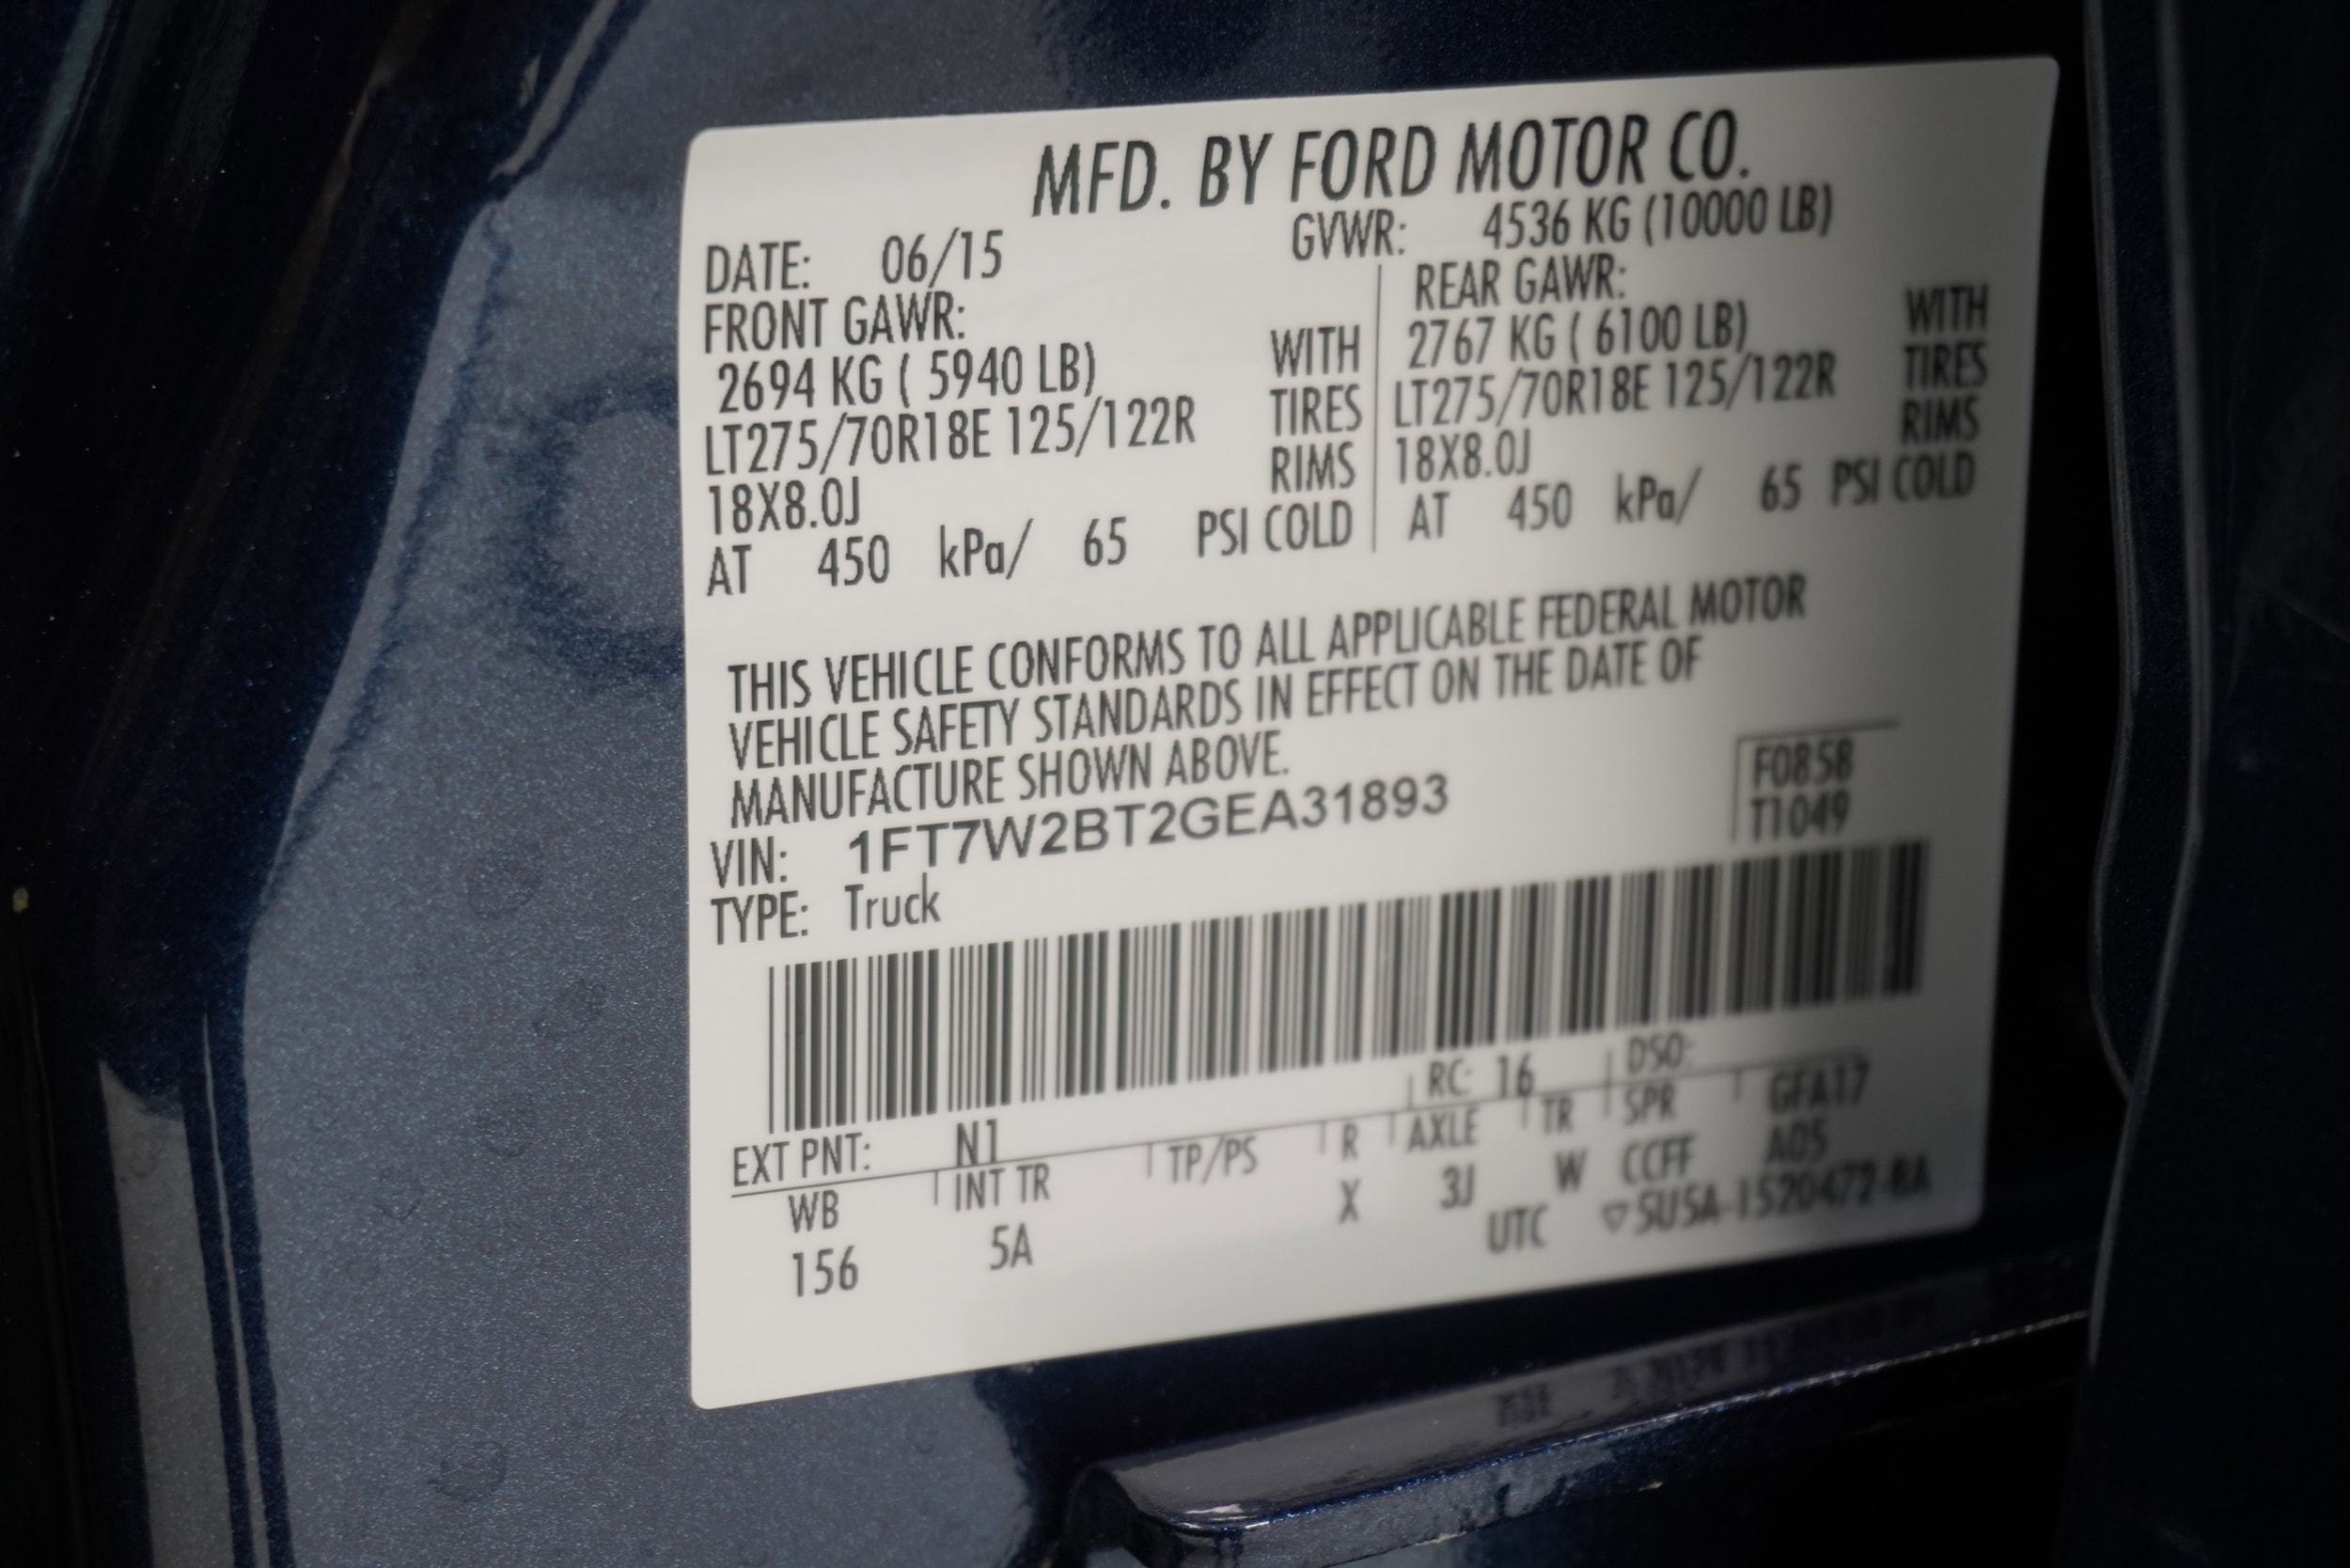 MFD. BY FORD MOTOR CO.
DATE: 06/15 GVWR: 4536 KG (10000 LB)
FRONT GAWR: REAR GAWR:
2694 KG ( 5940 LB) WITH 2767 KG ( 6100 LB) WITH
LT275/70R18E 125/122R TIRES LT275/70R18E 125/122R TIRES
18X8.0J RIMS 18X8.0J RIMS
AT 450 kPa/ 65 PSI COLD AT 450 kPa/ 65 PSI COLD
THIS VEHICLE CONFORMS TO ALL APPLICABLE FEDERAL MOTOR
VEHICLE SAFETY STANDARDS IN EFFECT ON THE DATE OF
MANUFACTURE SHOWN ABOVE.
F0858
T1049
VIN: 1FT7W2BT2GEA31893
TYPE: Truck
EXT PNT: N1 RC: 16 DSO:
WB INT TR TP/PS R AXLE TR SPR GFA17
156 5A X 3J W CCFF A05
UTC ▽5U5A-1520472-BA